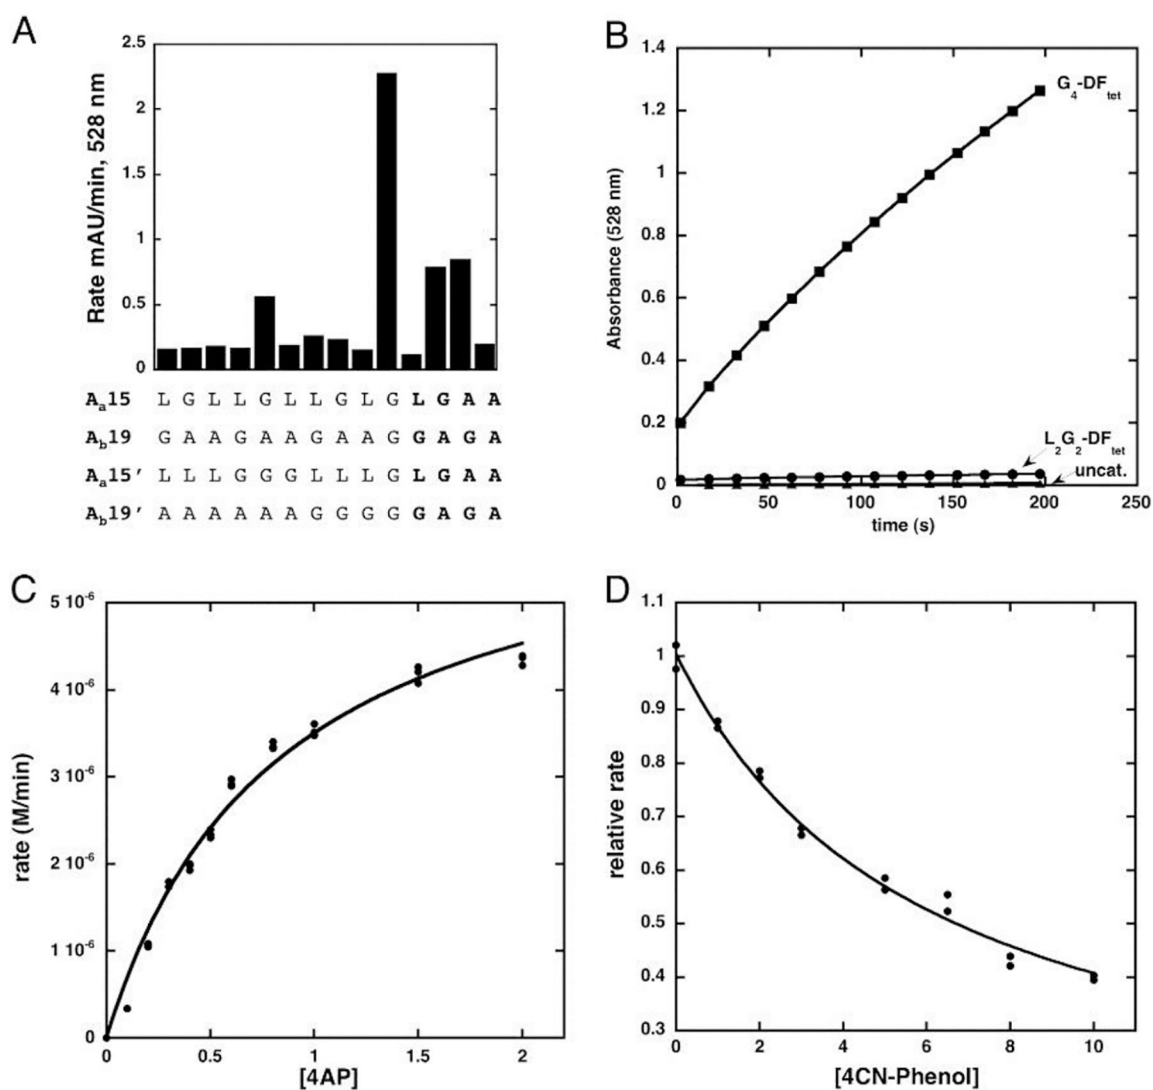 A
Rate mAU/min, 528 nm
2.5
2
1.5
1
0.5
0
Aa15 L G L L G L L G L G L G A A
Ab19 G A A G A A G A A G G A G A
Aa15' L L L G G G L L L G L G A A
Ab19' A A A A A A G G G G G A G A
B
Absorbance (528 nm)
1.4
1.2
1
0.8
0.6
0.4
0.2
0
G4-DFtet
L2G2-DFtet
uncat.
0 50 100 150 200 250
time (s)
C
rate (M/min)
5 10-6
4 10-6
3 10-6
2 10-6
1 10-6
0
0 0.5 1 1.5 2
[4AP]
D
relative rate
1.1
1
0.9
0.8
0.7
0.6
0.5
0.4
0.3
0 2 4 6 8 10
[4CN-Phenol]